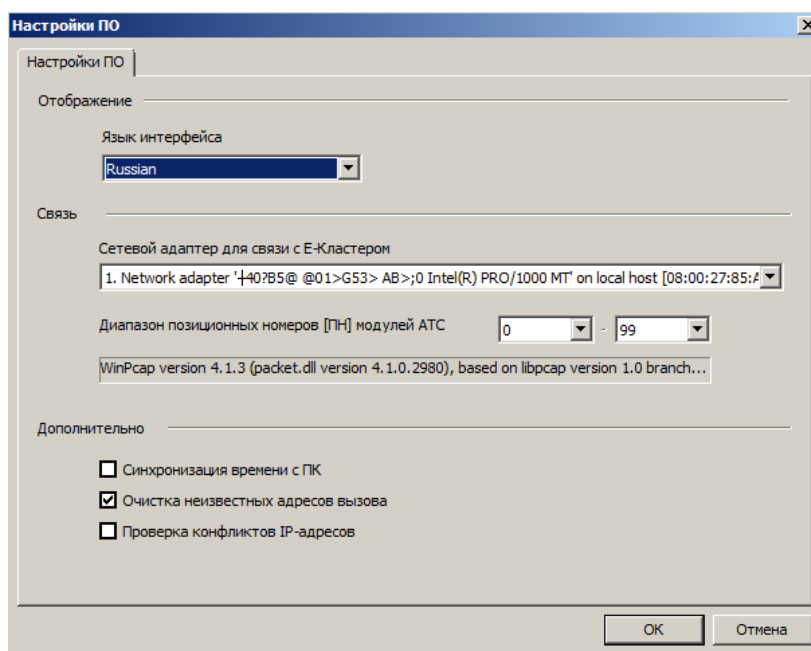 Настройки ПО
Настройки ПО
Отображение
Язык интерфейса
Russian
Связь
Сетевой адаптер для связи с Е-Кластером
1. Network adapter '┼40?B5@ @01>G53> AB>;0 Intel(R) PRO/1000 MT' on local host [08:00:27:85:A
Диапазон позиционных номеров [ПН] модулей АТС 0 - 99
WinPcap version 4.1.3 (packet.dll version 4.1.0.2980), based on libpcap version 1.0 branch...
Дополнительно
Синхронизация времени с ПК
Очистка неизвестных адресов вызова
Проверка конфликтов IP-адресов
OK Отмена